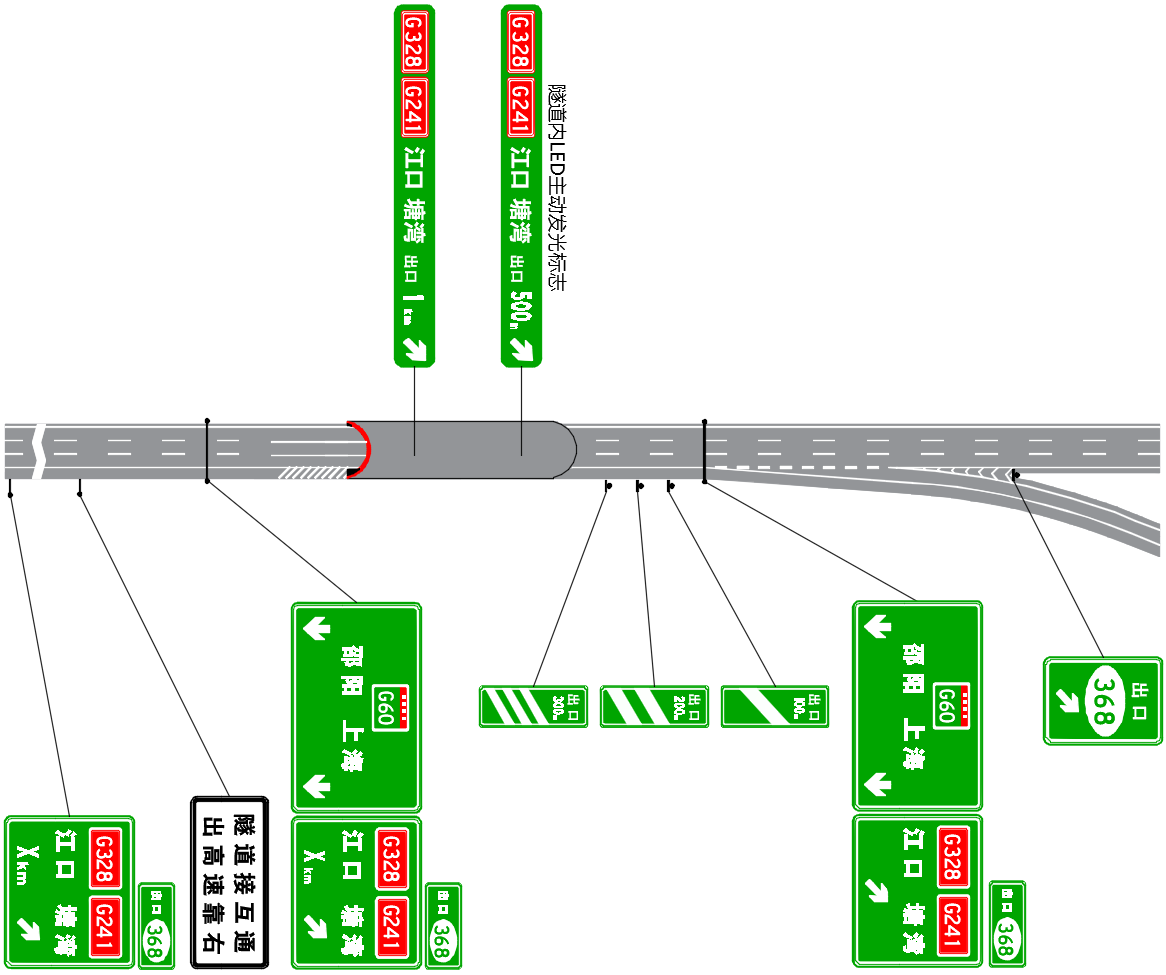 G328 G241 江口 塘湾 出口 1km
G328 G241 江口 塘湾 出口 500m
隧道内LED主动发光标志
出口 368
G328 G241
江口 塘湾
X km
隧道接互通
出高速靠右
G60
邵阳 上海
出口 368
G328 G241
江口 塘湾
X km
出口
300m
出口
200m
出口
100m
G60
邵阳 上海
出口 368
G328 G241
江口 塘湾
出口
368